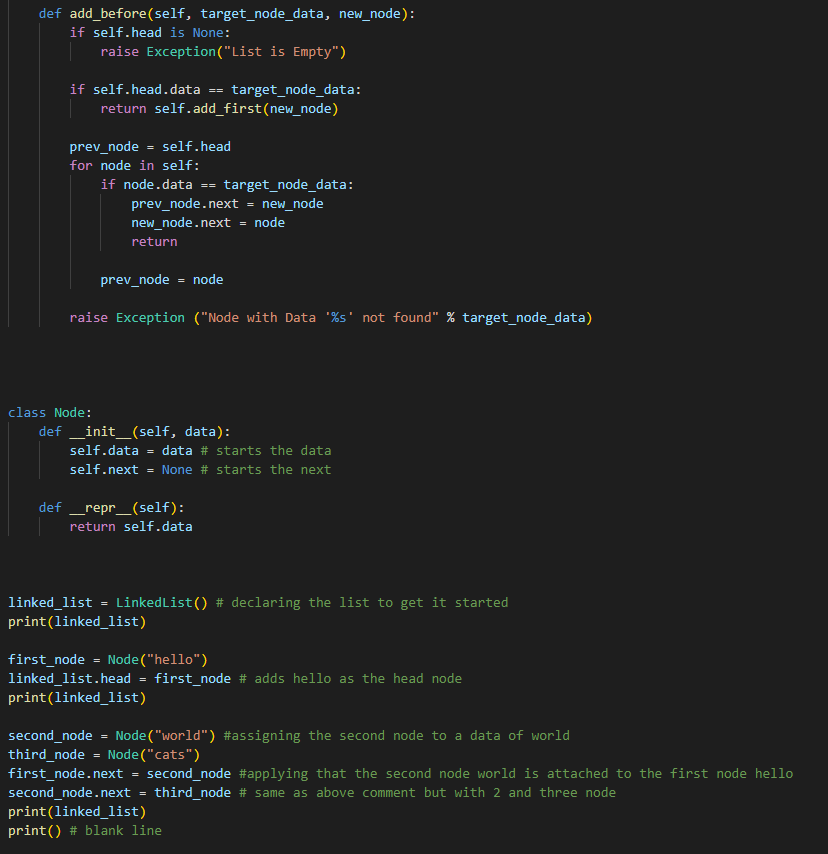 def add_before(self, target_node_data, new_node):
if self.head is None:
raise Exception("List is Empty")
if self.head.data == target_node_data:
return self.add_first(new_node)
prev_node = self.head
for node in self:
if node.data == target_node_data:
prev_node.next = new_node
new_node.next = node
return
prev_node = node
raise Exception ("Node with Data '%s' not found" % target_node_data)
class Node:
def __init__(self, data):
self.data = data # starts the data
self.next = None # starts the next
def __repr__(self):
return self.data
linked_list = LinkedList() # declaring the list to get it started
print(linked_list)
first_node = Node("hello")
linked_list.head = first_node # adds hello as the head node
print(linked_list)
second_node = Node("world") #assigning the second node to a data of world
third_node = Node("cats")
first_node.next = second_node #applying that the second node world is attached to the first node hello
second_node.next = third_node # same as above comment but with 2 and three node
print(linked_list)
print() # blank line